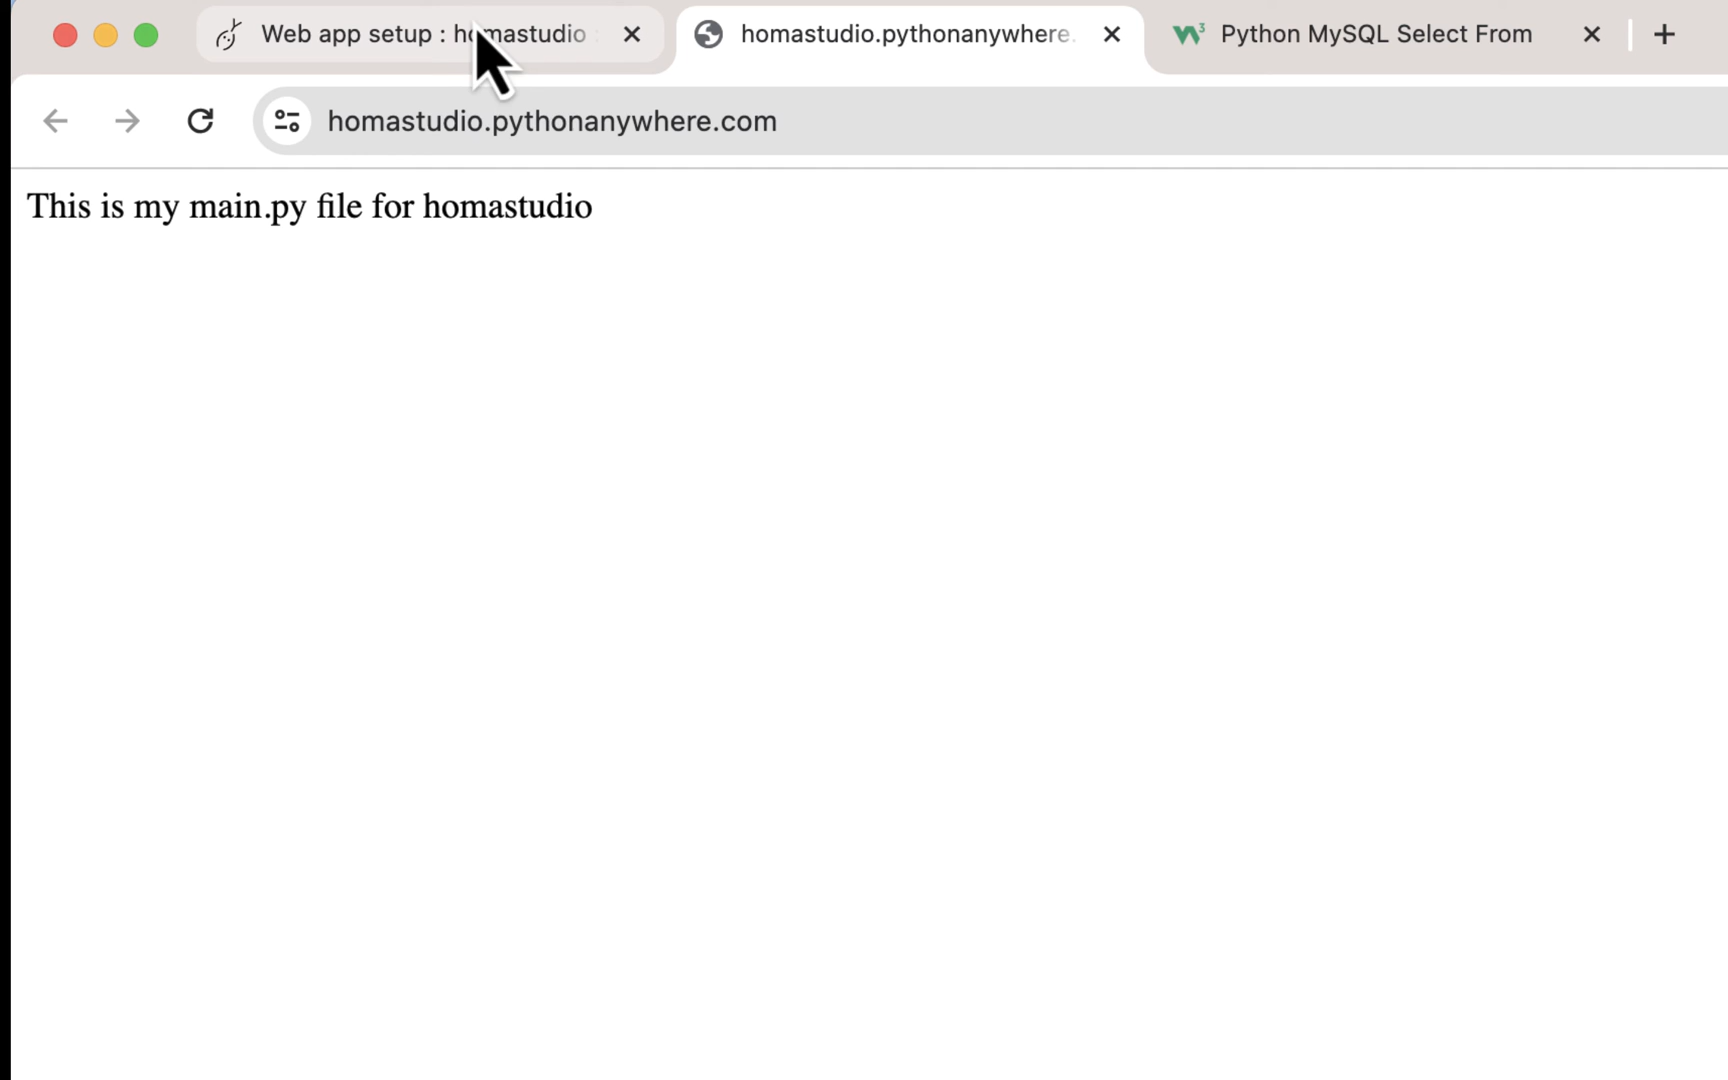 Web app setup : homastudio :
homastudio.pythonanywhere.
Python MySQL Select From
homastudio.pythonanywhere.com
This is my main.py file for homastudio